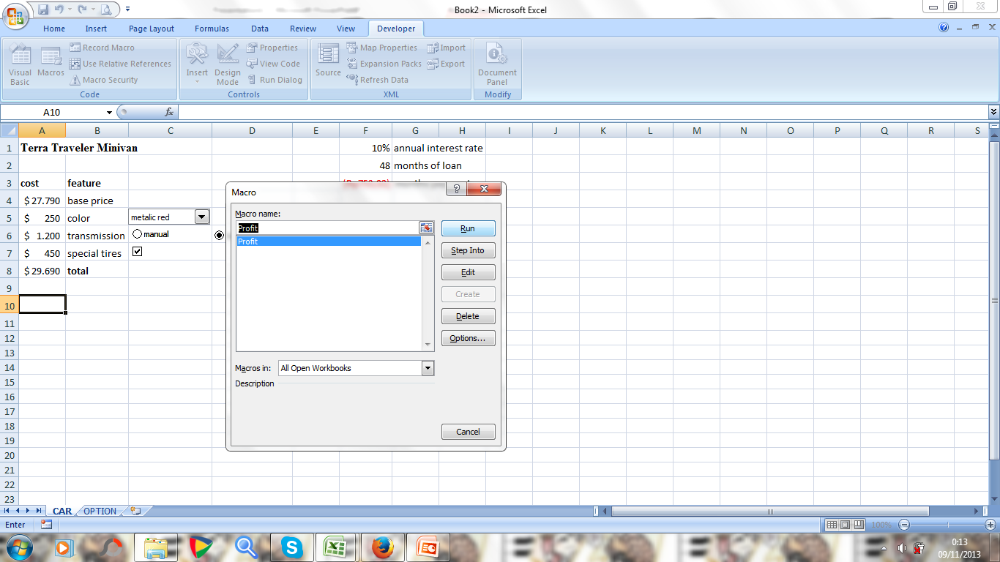 Book2 - Microsoft Excel
Home Insert Page Layout Formulas Data Review View Developer
Visual Basic
Macros
Record Macro
Use Relative References
Macro Security
Code
Insert
Design Mode
Properties
View Code
Run Dialog
Controls
Source
Map Properties
Expansion Packs
Refresh Data
Import
Export
XML
Document Panel
Modify
A10 fx
A B C D E F G H I J K L M N O P Q R S
1 Terra Traveler Minivan 10% annual interest rate
2 48 months of loan
3 cost feature
4 $ 27.790 base price
5 $ 250 color metalic red
6 $ 1.200 transmission manual
7 $ 450 special tires
8 $ 29.690 total
9
10
11
12
13
14
15
16
17
18
19
20
21
22
23
Macro
Macro name:
Profit
Profit
Run
Step Into
Edit
Create
Delete
Options...
Macros in: All Open Workbooks
Description
Cancel
CAR OPTION
Enter 100%
0:13
09/11/2013